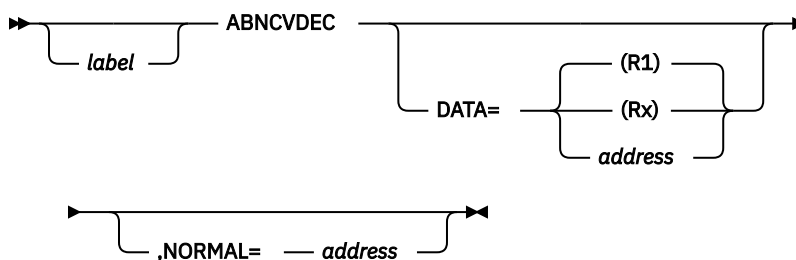 ABNCVDEC
label
(R1)
DATA= (Rx)
address
,NORMAL= address